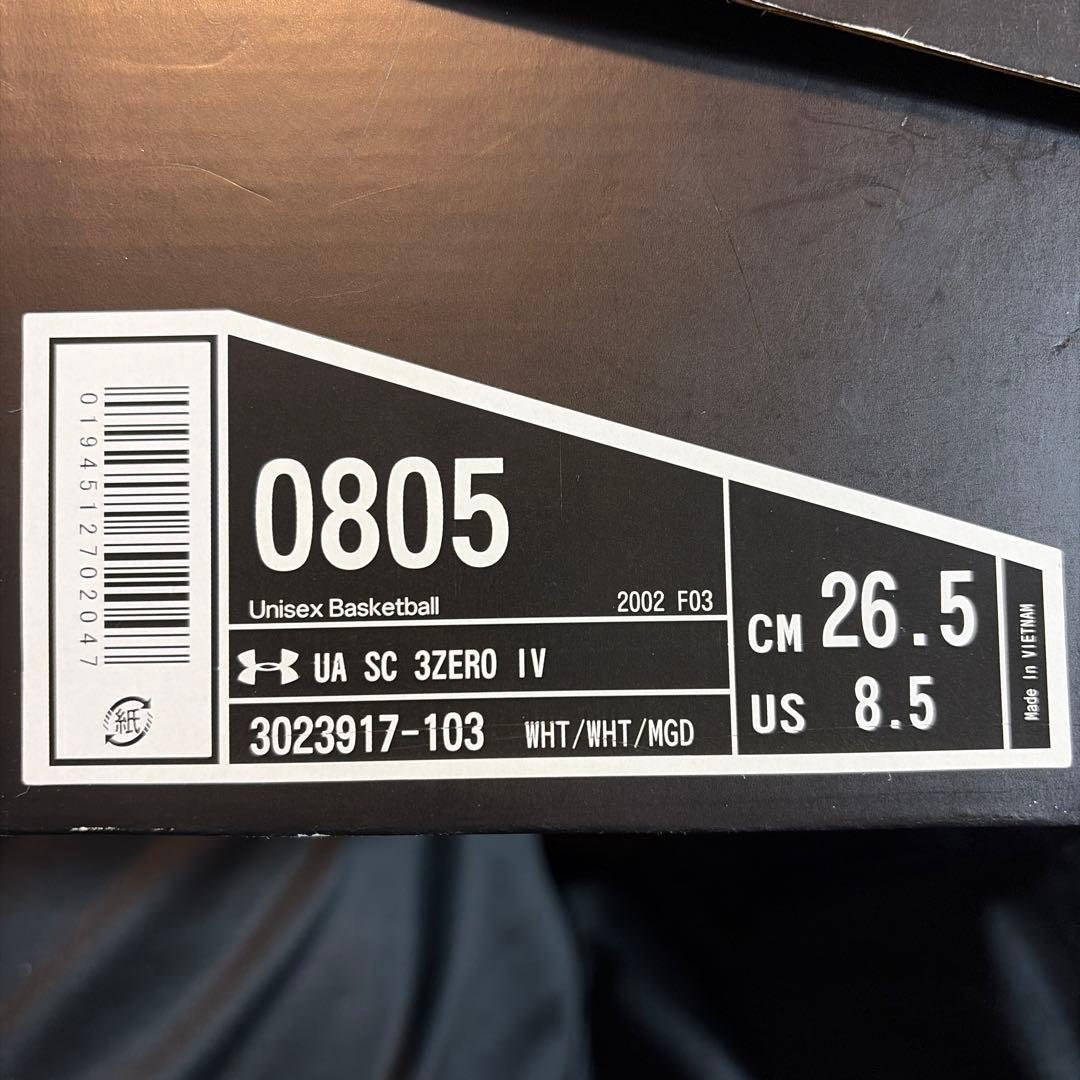 0194512702047
紙
0805
Unisex Basketball
2002 F03
UA SC 3ZERO IV
3023917-103 WHT/WHT/MGD
CM 26.5
US 8.5
Made In VIETNAM